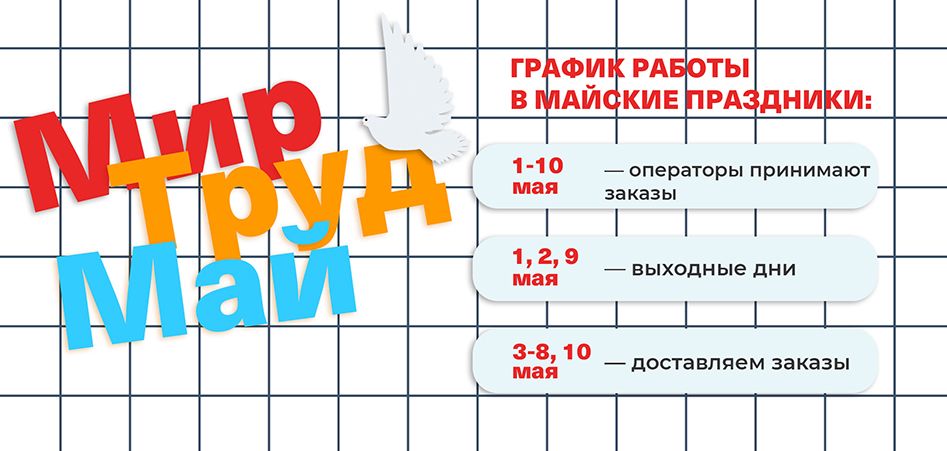 Мир
Труд
Май
ГРАФИК РАБОТЫ
В МАЙСКИЕ ПРАЗДНИКИ:
1-10
мая
— операторы принимают
заказы
1, 2, 9
мая
— выходные дни
3-8, 10
мая
— доставляем заказы